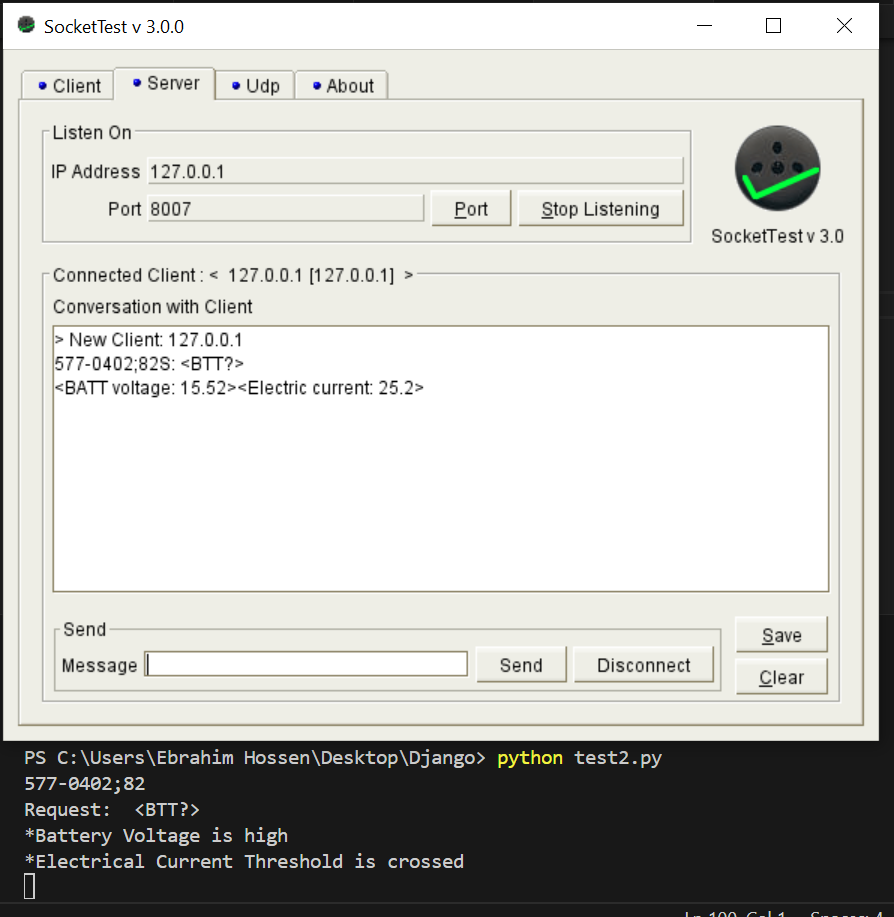 SocketTest v 3.0.0
Client
Server
Udp
About
Listen On
IP Address 127.0.0.1
Port 8007 Port Stop Listening
SocketTest v 3.0
Connected Client : < 127.0.0.1 [127.0.0.1] >
Conversation with Client
> New Client: 127.0.0.1
577-0402;82S: <BTT?>
<BATT voltage: 15.52><Electric current: 25.2>
Send
Message Send Disconnect
Save
Clear
PS C:\Users\Ebrahim Hossen\Desktop\Django> python test2.py
577-0402;82
Request:  <BTT?>
*Battery Voltage is high
*Electrical Current Threshold is crossed